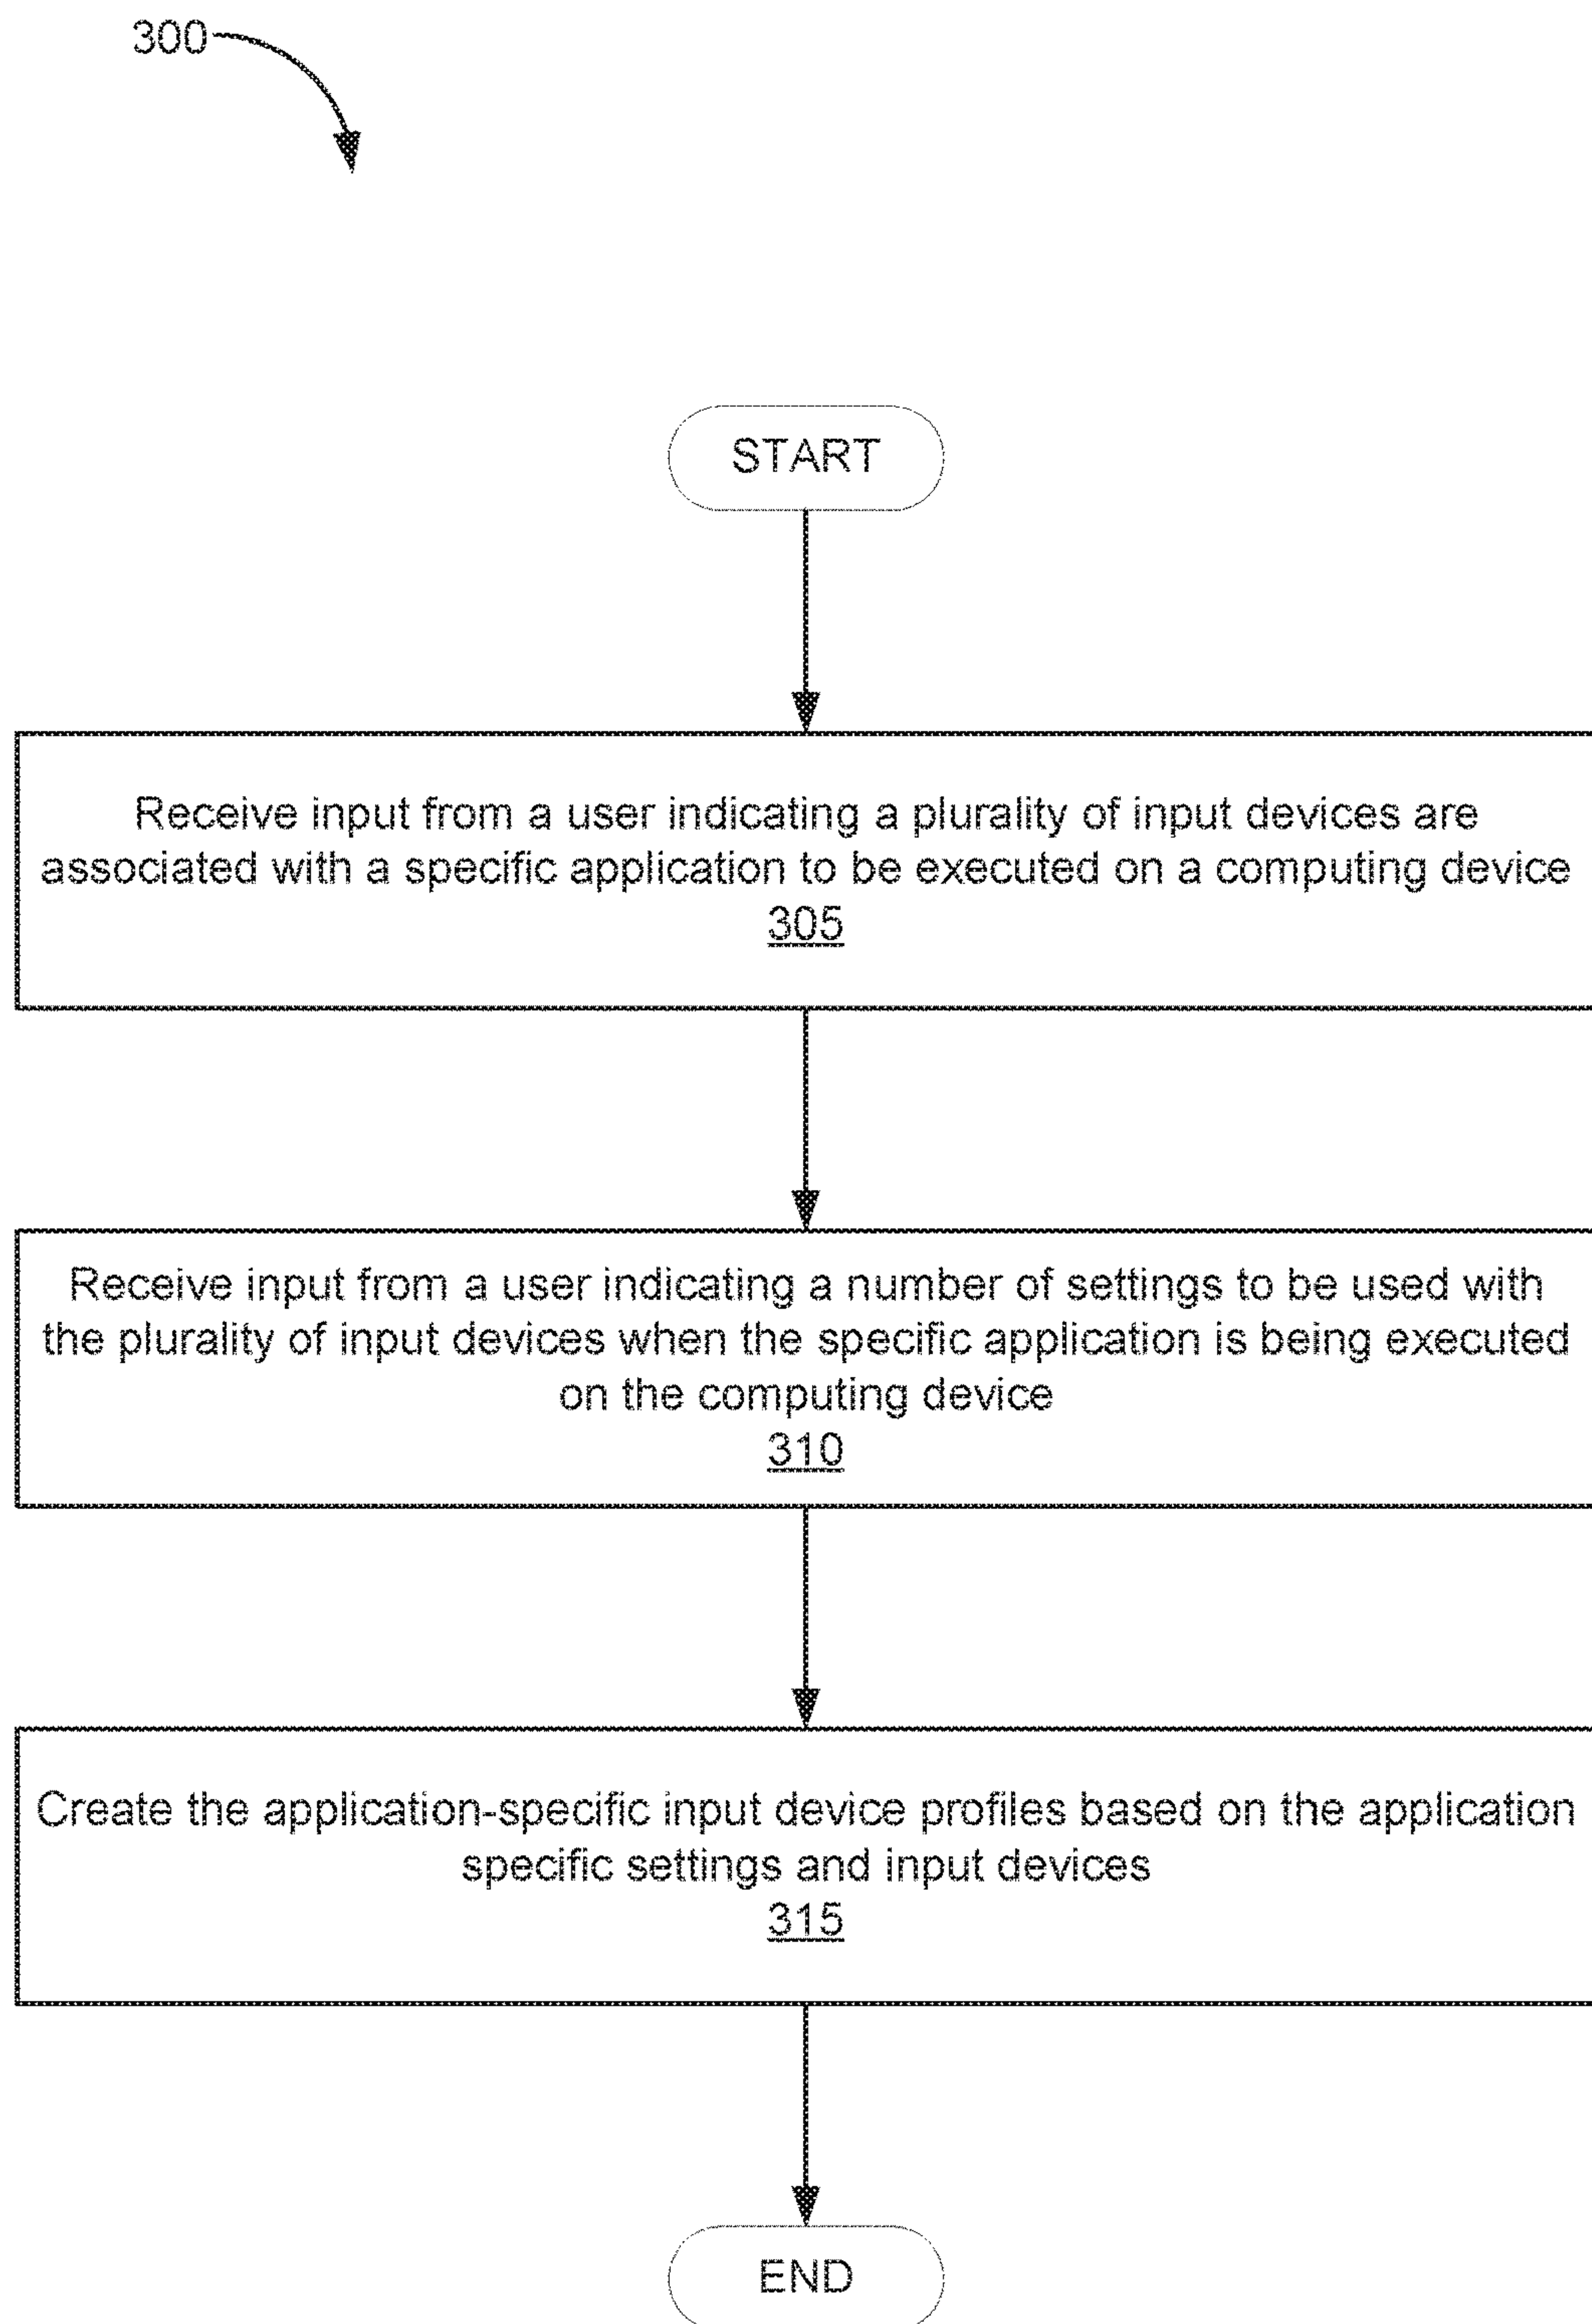 300
START
Receive input from a user indicating a plurality of input devices are
associated with a specific application to be executed on a computing device
305
Receive input from a user indicating a number of settings to be used with
the plurality of input devices when the specific application is being executed
on the computing device
310
Create the application-specific input device profiles based on the application
specific settings and input devices
315
END